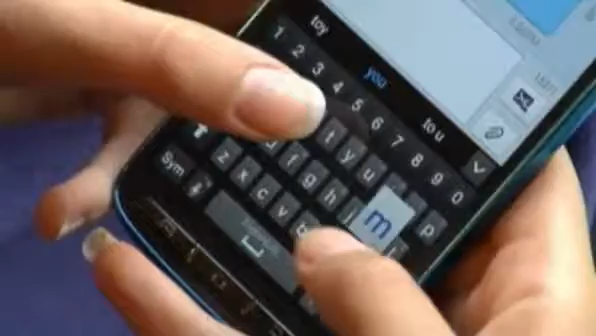 toy you to u
1 2 3 4 5 6 7 8 9 0
t y u p
f g h j
Sym z x c v b
m